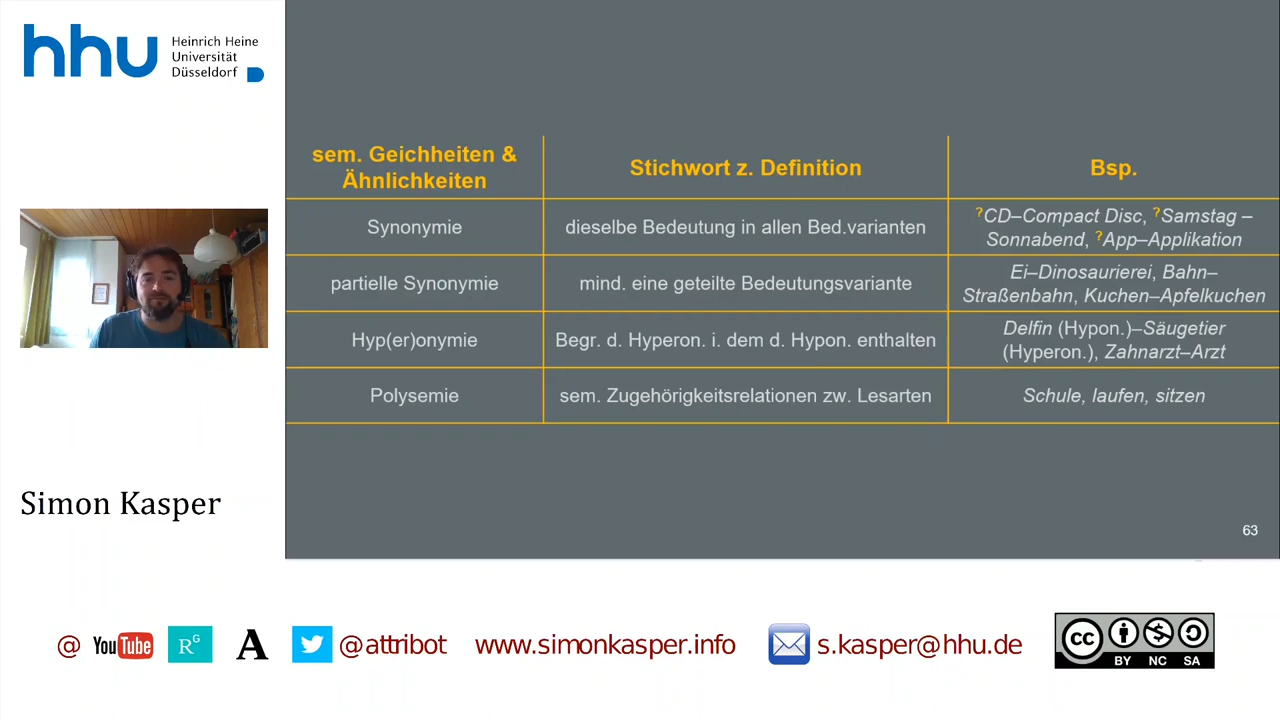 hhu
Heinrich Heine
Universität
Düsseldorf
sem. Geichheiten &
Ähnlichkeiten
Stichwort z. Definition
Bsp.
Synonymie
dieselbe Bedeutung in allen Bed.varianten
?CD–Compact Disc, ?Samstag –
Sonnabend, ?App–Applikation
partielle Synonymie
mind. eine geteilte Bedeutungsvariante
Ei–Dinosaurierei, Bahn–
Straßenbahn, Kuchen–Apfelkuchen
Hyp(er)onymie
Begr. d. Hyperon. i. dem d. Hypon. enthalten
Delfin (Hypon.)–Säugetier
(Hyperon.), Zahnarzt–Arzt
Polysemie
sem. Zugehörigkeitsrelationen zw. Lesarten
Schule, laufen, sitzen
63
Simon Kasper
@ YouTube RG A @attribot www.simonkasper.info s.kasper@hhu.de
cc
BY NC SA